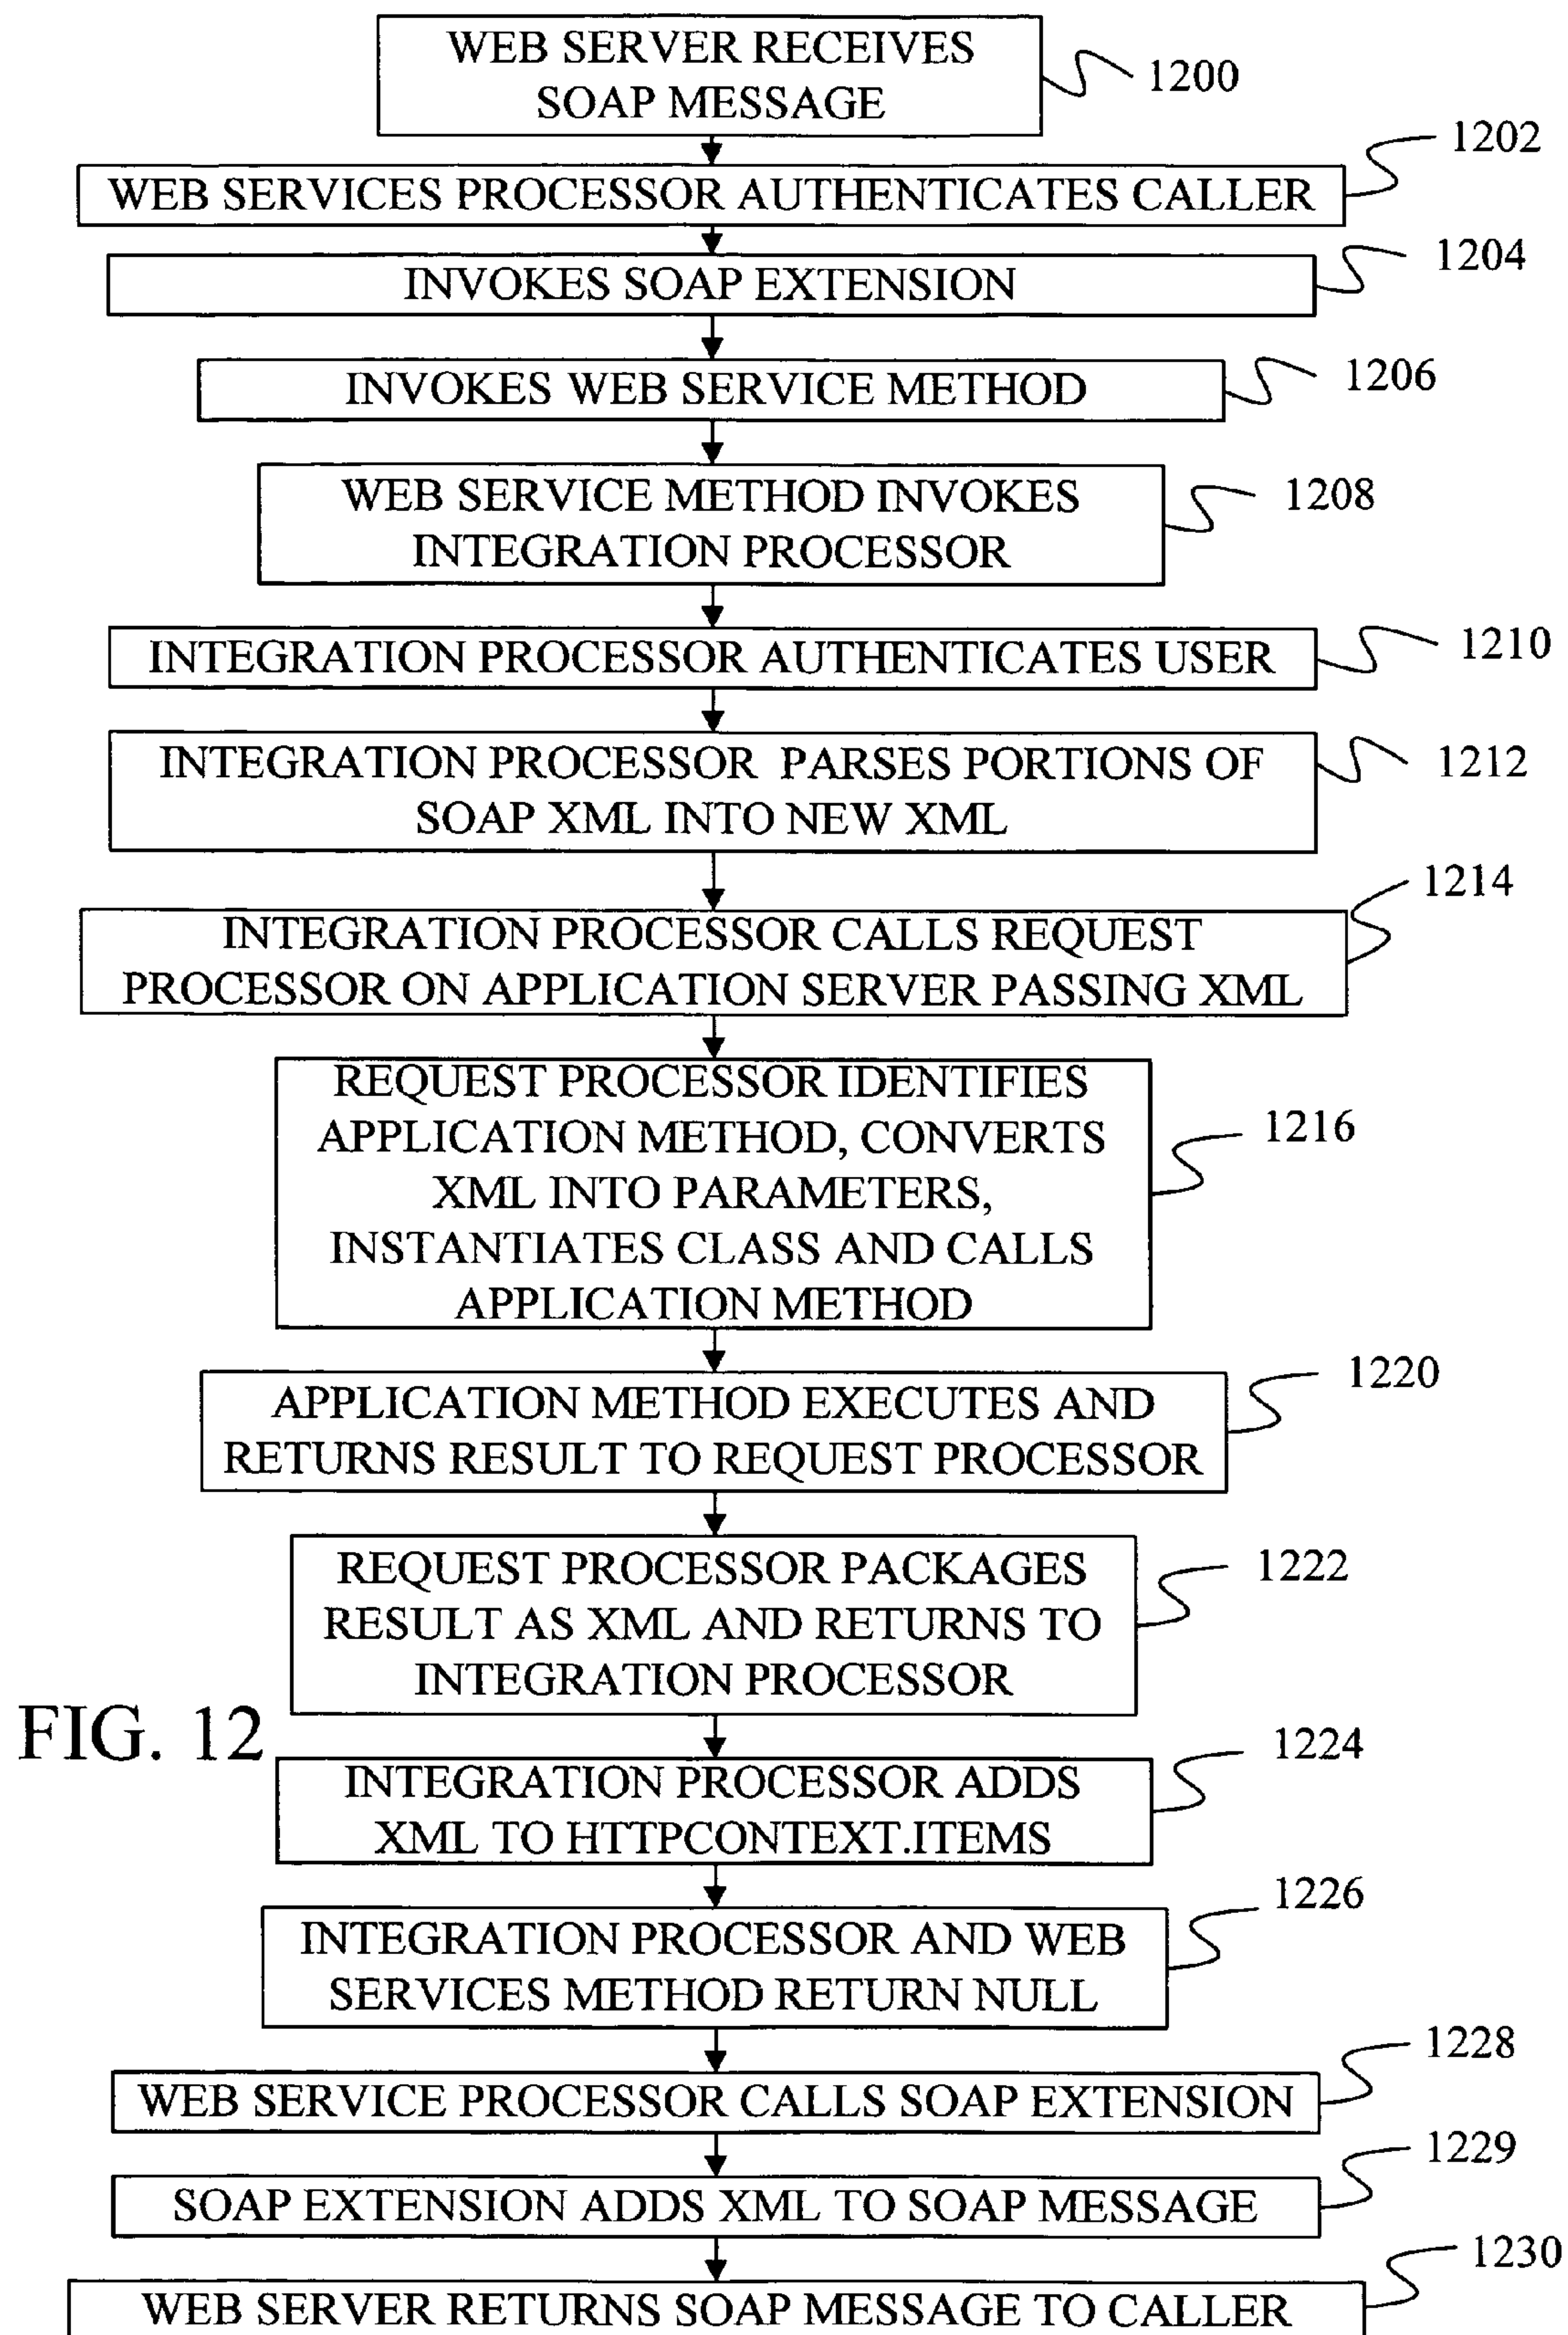 WEB SERVER RECEIVES
SOAP MESSAGE
1200
WEB SERVICES PROCESSOR AUTHENTICATES CALLER
1202
INVOKES SOAP EXTENSION
1204
INVOKES WEB SERVICE METHOD
1206
WEB SERVICE METHOD INVOKES
INTEGRATION PROCESSOR
1208
INTEGRATION PROCESSOR AUTHENTICATES USER
1210
INTEGRATION PROCESSOR PARSES PORTIONS OF
SOAP XML INTO NEW XML
1212
INTEGRATION PROCESSOR CALLS REQUEST
PROCESSOR ON APPLICATION SERVER PASSING XML
1214
REQUEST PROCESSOR IDENTIFIES
APPLICATION METHOD, CONVERTS
XML INTO PARAMETERS,
INSTANTIATES CLASS AND CALLS
APPLICATION METHOD
1216
APPLICATION METHOD EXECUTES AND
RETURNS RESULT TO REQUEST PROCESSOR
1220
REQUEST PROCESSOR PACKAGES
RESULT AS XML AND RETURNS TO
INTEGRATION PROCESSOR
1222
FIG. 12
INTEGRATION PROCESSOR ADDS
XML TO HTTPCONTEXT.ITEMS
1224
INTEGRATION PROCESSOR AND WEB
SERVICES METHOD RETURN NULL
1226
WEB SERVICE PROCESSOR CALLS SOAP EXTENSION
1228
SOAP EXTENSION ADDS XML TO SOAP MESSAGE
1229
WEB SERVER RETURNS SOAP MESSAGE TO CALLER
1230